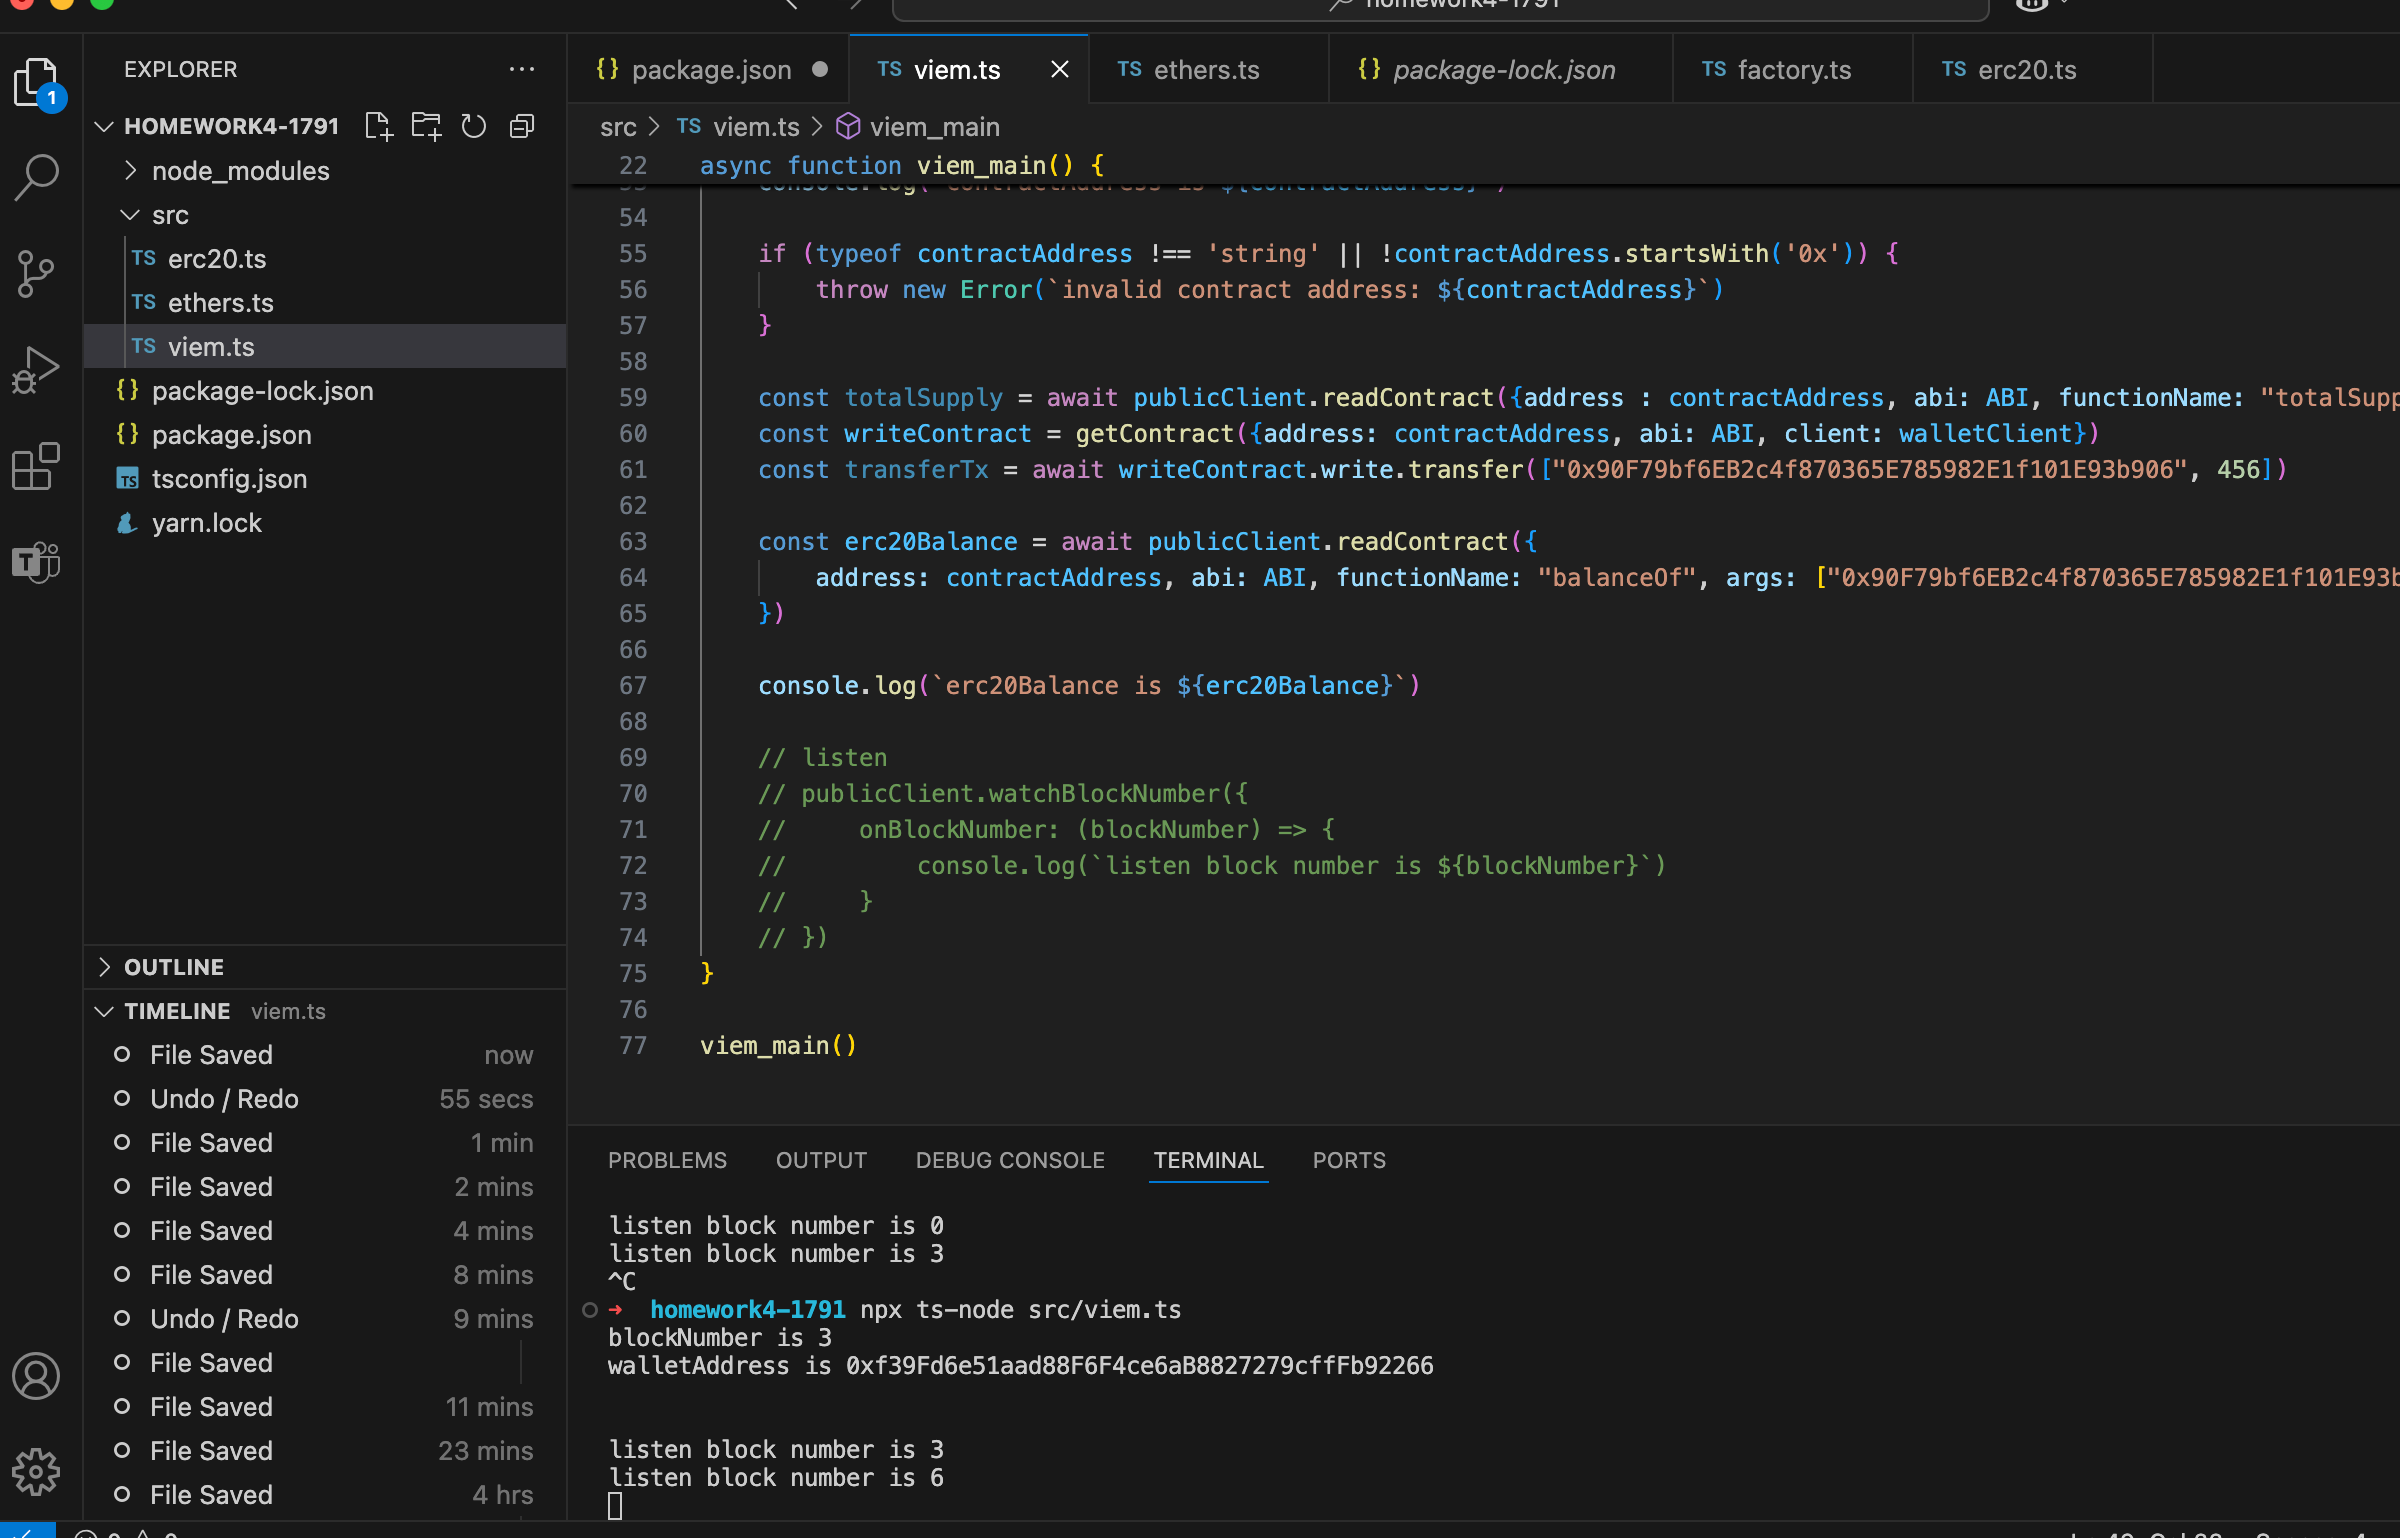 homework4-1791
EXPLORER
1
HOMEWORK4-1791
node_modules
src
TS erc20.ts
TS ethers.ts
TS viem.ts
{} package-lock.json
{} package.json
TS tsconfig.json
yarn.lock
OUTLINE
TIMELINE viem.ts
File Saved now
Undo / Redo 55 secs
File Saved 1 min
File Saved 2 mins
File Saved 4 mins
File Saved 8 mins
Undo / Redo 9 mins
File Saved
File Saved 11 mins
File Saved 23 mins
File Saved 4 hrs
{} package.json TS viem.ts TS ethers.ts {} package-lock.json TS factory.ts TS erc20.ts
src > TS viem.ts > viem_main
22 async function viem_main() {
53 console.log(`contractAddress is ${contractAddress}`)
54
55 if (typeof contractAddress !== 'string' || !contractAddress.startsWith('0x')) {
56 throw new Error(`invalid contract address: ${contractAddress}`)
57 }
58
59 const totalSupply = await publicClient.readContract({address : contractAddress, abi: ABI, functionName: "totalSupp
60 const writeContract = getContract({address: contractAddress, abi: ABI, client: walletClient})
61 const transferTx = await writeContract.write.transfer(["0x90F79bf6EB2c4f870365E785982E1f101E93b906", 456])
62
63 const erc20Balance = await publicClient.readContract({
64 address: contractAddress, abi: ABI, functionName: "balanceOf", args: ["0x90F79bf6EB2c4f870365E785982E1f101E93b
65 })
66
67 console.log(`erc20Balance is ${erc20Balance}`)
68
69 // listen
70 // publicClient.watchBlockNumber({
71 // onBlockNumber: (blockNumber) => {
72 // console.log(`listen block number is ${blockNumber}`)
73 // }
74 // })
75 }
76
77 viem_main()
PROBLEMS OUTPUT DEBUG CONSOLE TERMINAL PORTS
listen block number is 0
listen block number is 3
^C
➜ homework4-1791 npx ts-node src/viem.ts
blockNumber is 3
walletAddress is 0xf39Fd6e51aad88F6F4ce6aB8827279cffFb92266
listen block number is 3
listen block number is 6